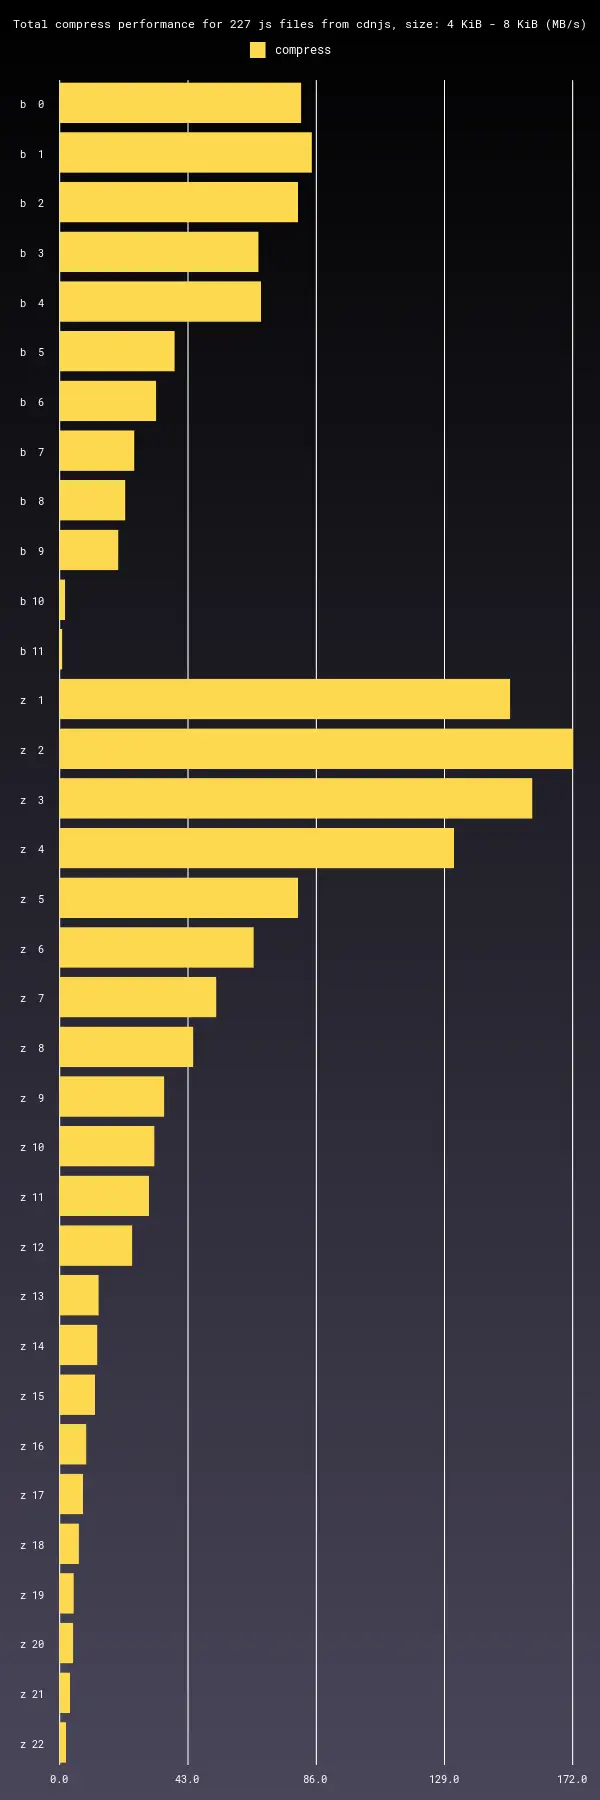 Total compress performance for 227 js files from cdnjs, size: 4 KiB - 8 KiB (MB/s)
compress
b 0
b 1
b 2
b 3
b 4
b 5
b 6
b 7
b 8
b 9
b 10
b 11
z 1
z 2
z 3
z 4
z 5
z 6
z 7
z 8
z 9
z 10
z 11
z 12
z 13
z 14
z 15
z 16
z 17
z 18
z 19
z 20
z 21
z 22
0.0 43.0 86.0 129.0 172.0